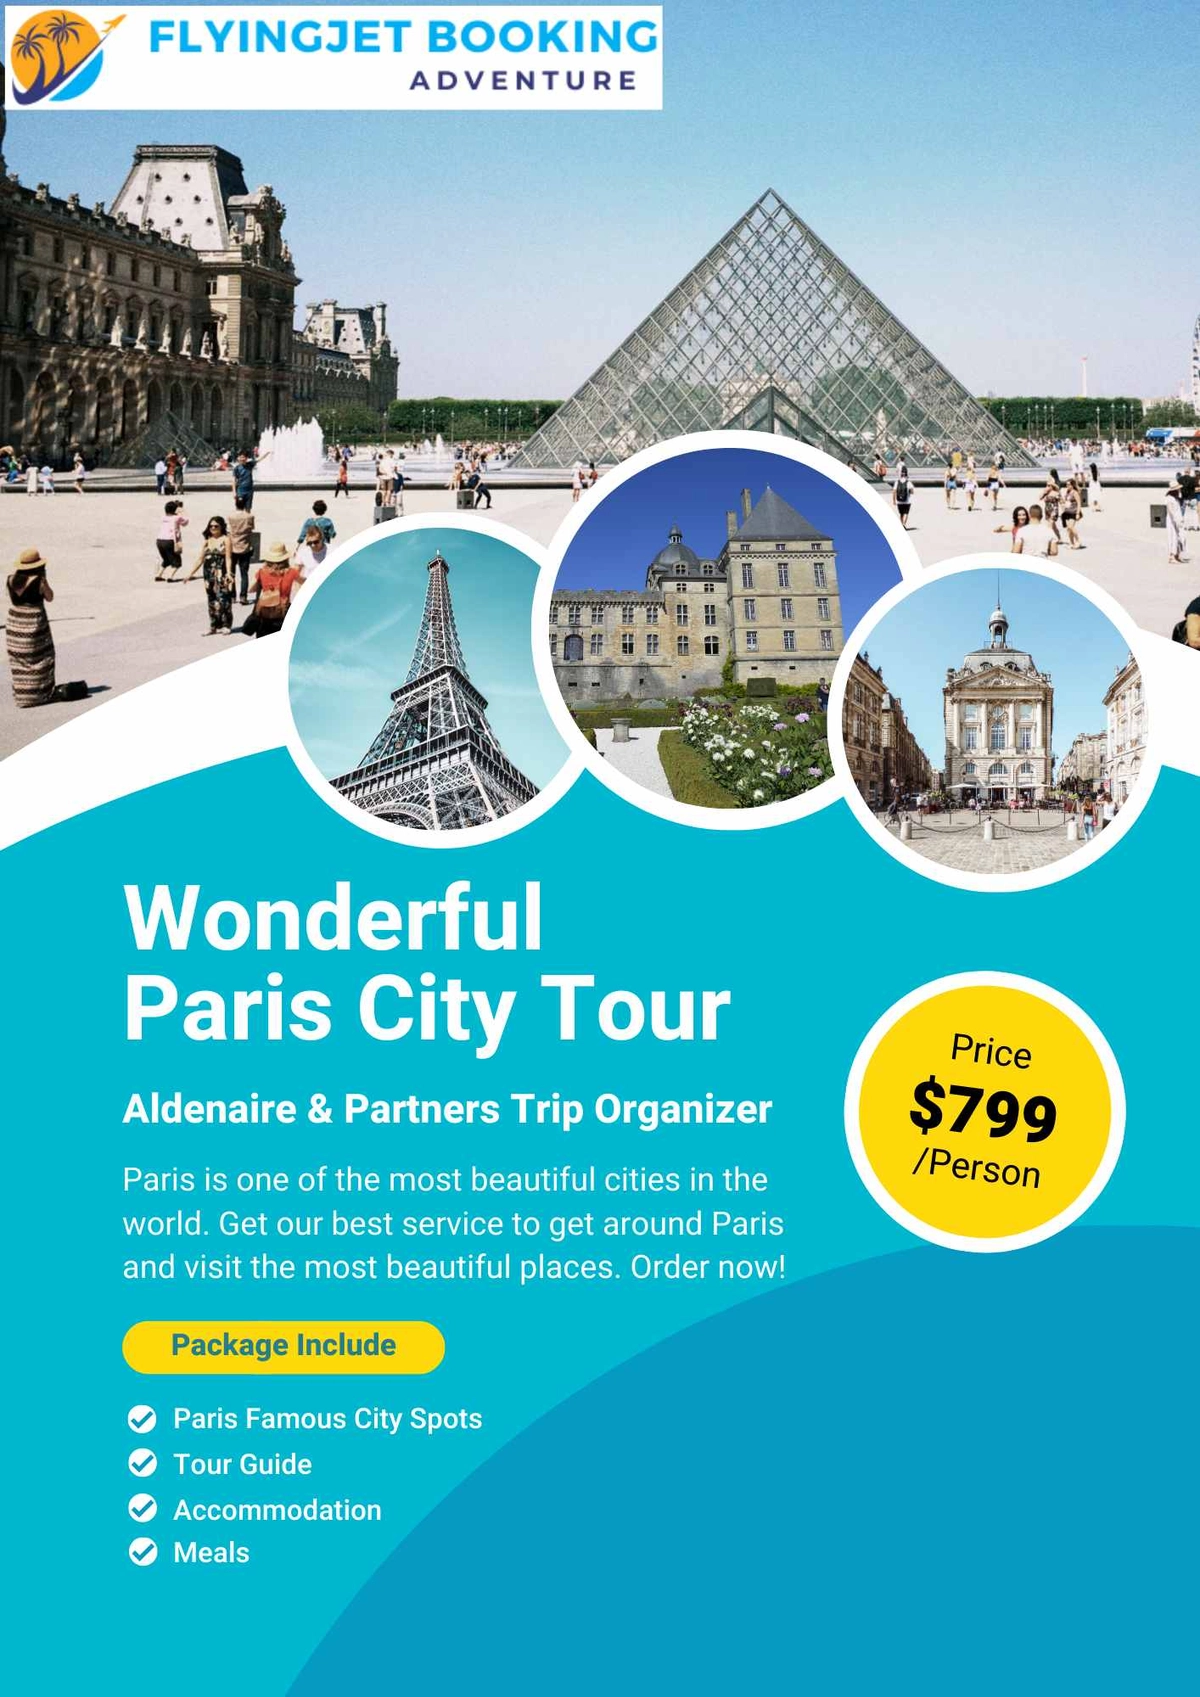 FLYINGJET BOOKING
ADVENTURE
Wonderful
Paris City Tour
Aldenaire & Partners Trip Organizer
Paris is one of the most beautiful cities in the
world. Get our best service to get around Paris
and visit the most beautiful places. Order now!
Price
$799
/Person
Package Include
Paris Famous City Spots
Tour Guide
Accommodation
Meals